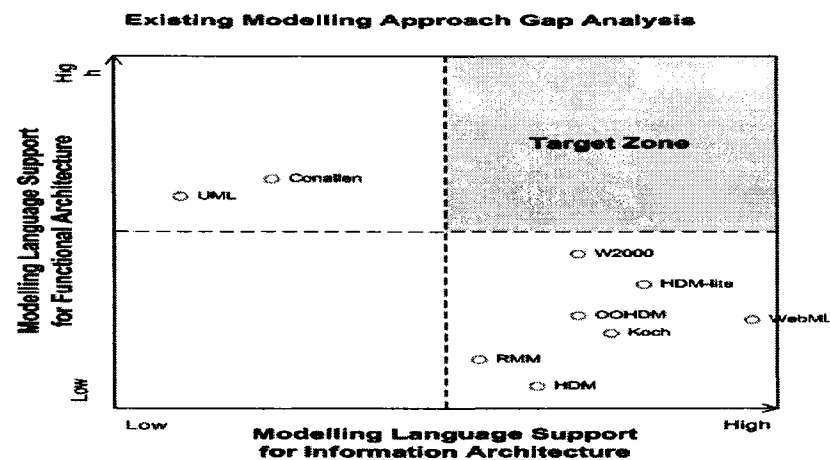 Existing Modelling Approach Gap Analysis
Hig
h
Modelling Language Support
for Functional Architecture
Low
Target Zone
Conallen
UML
W2000
HDM-lite
OOHDM
WebML
Koch
RMM
HDM
Low
High
Modelling Language Support
for Information Architecture